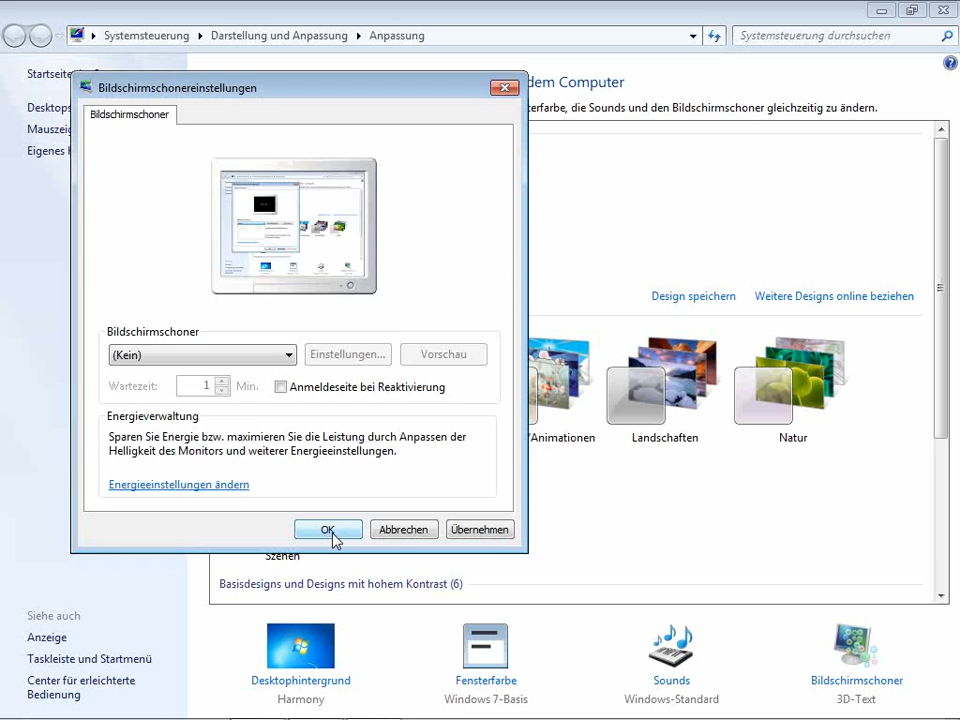 Systemsteuerung
Darstellung und Anpassung
Anpassung
Systemsteuerung durchsuchen
Bildschirmschonereinstellungen
Bildschirmschoner
Bildschirmschoner
(Kein)
Einstellungen...
Vorschau
Wartezeit:
1
Min.
Anmeldeseite bei Reaktivierung
Energieverwaltung
Sparen Sie Energie bzw. maximieren Sie die Leistung durch Anpassen der
Helligkeit des Monitors und weiterer Energieeinstellungen.
Energieeinstellungen ändern
OK
Abbrechen
Übernehmen
Startseite
Desktops
Mauszeig
Eigenes
dem Computer
sterfarbe, die Sounds und den Bildschirmschoner gleichzeitig zu ändern.
Design speichern
Weitere Designs online beziehen
/Animationen
Landschaften
Natur
Szenen
Basisdesigns und Designs mit hohem Kontrast (6)
Siehe auch
Anzeige
Taskleiste und Startmenü
Center für erleichterte
Bedienung
Desktophintergrund
Harmony
Fensterfarbe
Windows 7-Basis
Sounds
Windows-Standard
Bildschirmschoner
3D-Text